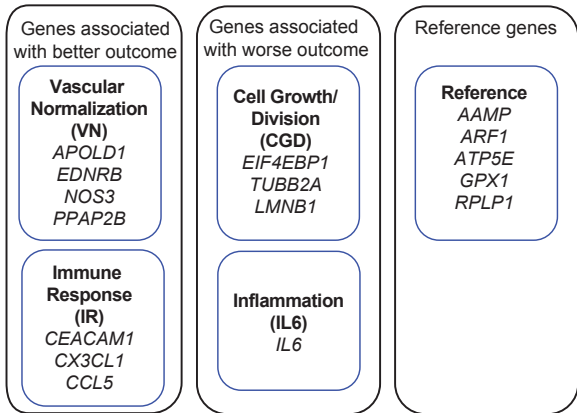 Genes associated
with better outcome
Vascular
Normalization
(VN)
APOLD1
EDNRB
NOS3
PPAP2B
Immune
Response
(IR)
CEACAM1
CX3CL1
CCL5
Genes associated
with worse outcome
Cell Growth/
Division
(CGD)
EIF4EBP1
TUBB2A
LMNB1
Inflammation
(IL6)
IL6
Reference genes
Reference
AAMP
ARF1
ATP5E
GPX1
RPLP1